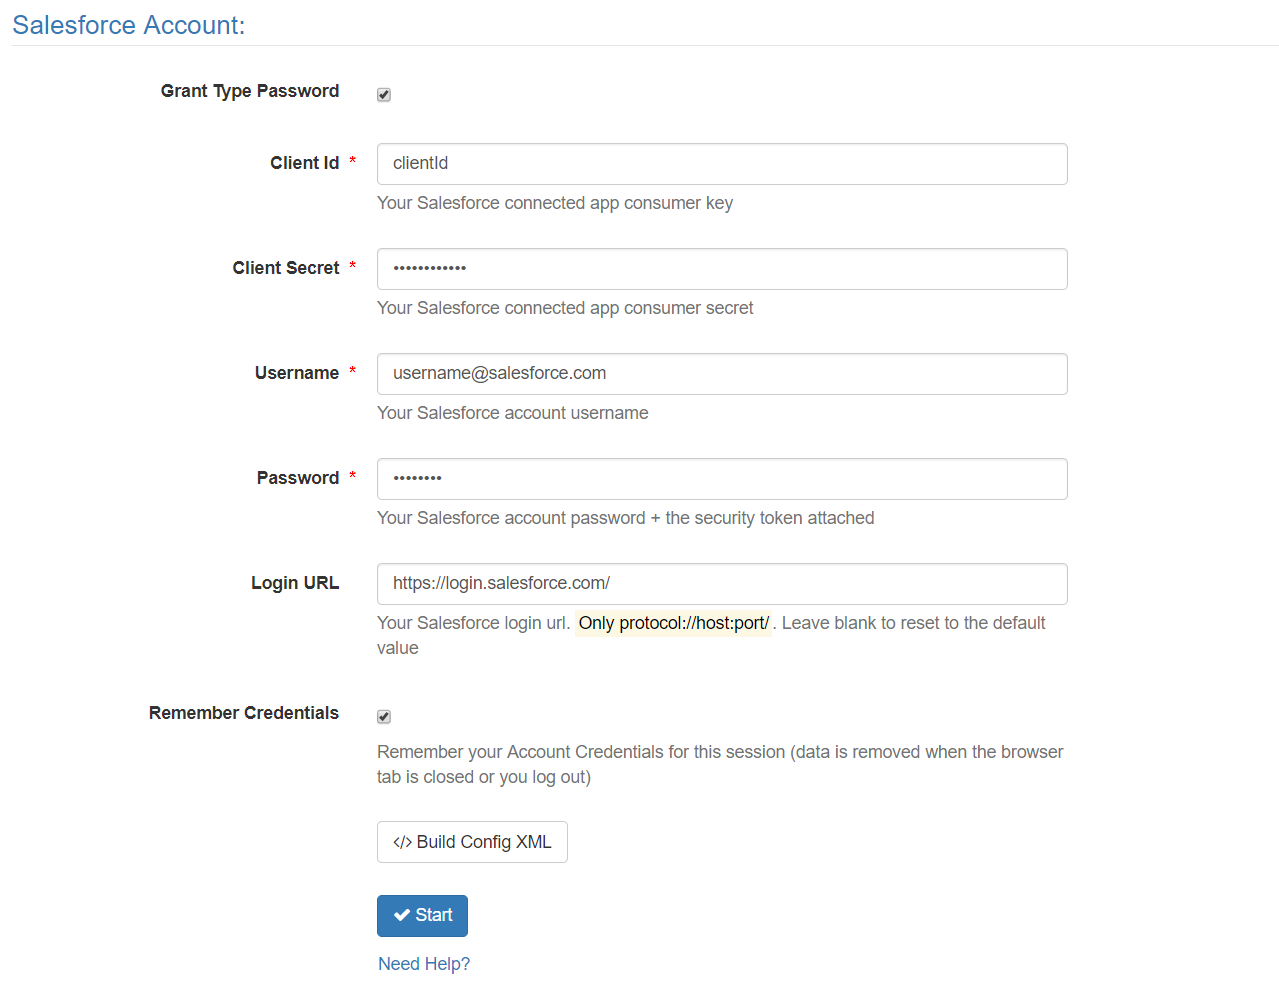 Salesforce Account:
Grant Type Password
Client Id *
clientId
Your Salesforce connected app consumer key
Client Secret *
••••••••••••
Your Salesforce connected app consumer secret
Username *
username@salesforce.com
Your Salesforce account username
Password *
••••••••
Your Salesforce account password + the security token attached
Login URL
https://login.salesforce.com/
Your Salesforce login url. Only protocol://host:port/. Leave blank to reset to the default
value
Remember Credentials
Remember your Account Credentials for this session (data is removed when the browser
tab is closed or you log out)
</> Build Config XML
Start
Need Help?